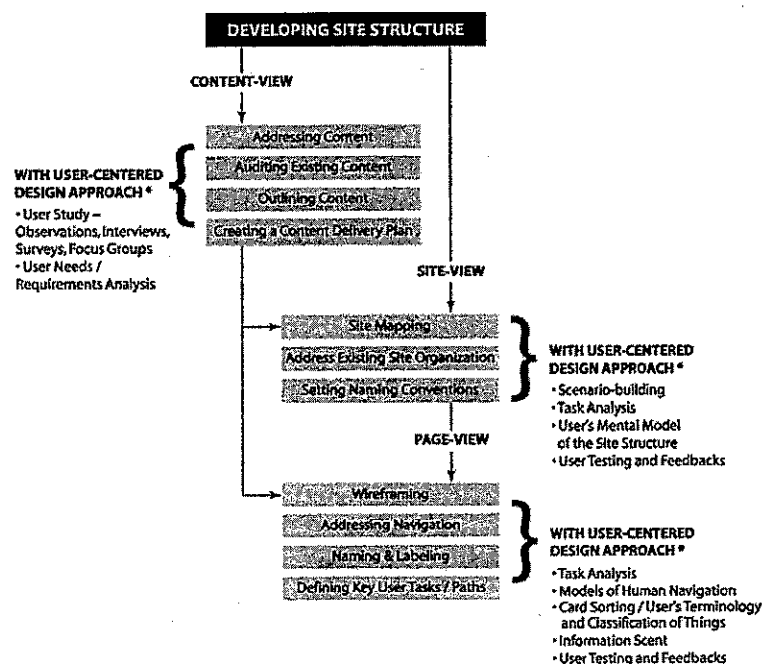 DEVELOPING SITE STRUCTURE
CONTENT-VIEW
Addressing Content
Auditing Existing Content
Outlining Content
Creating a Content Delivery Plan
WITH USER-CENTERED
DESIGN APPROACH *
• User Study –
Observations, Interviews,
Surveys, Focus Groups
• User Needs /
Requirements Analysis
SITE-VIEW
Site Mapping
Address Existing Site Organization
Setting Naming Conventions
WITH USER-CENTERED
DESIGN APPROACH *
• Scenario-building
• Task Analysis
• User's Mental Model
of the Site Structure
• User Testing and Feedbacks
PAGE-VIEW
Wireframing
Addressing Navigation
Naming & Labeling
Defining Key User Tasks / Paths
WITH USER-CENTERED
DESIGN APPROACH *
• Task Analysis
• Models of Human Navigation
• Card Sorting / User's Terminology
and Classification of Things
• Information Scent
• User Testing and Feedbacks